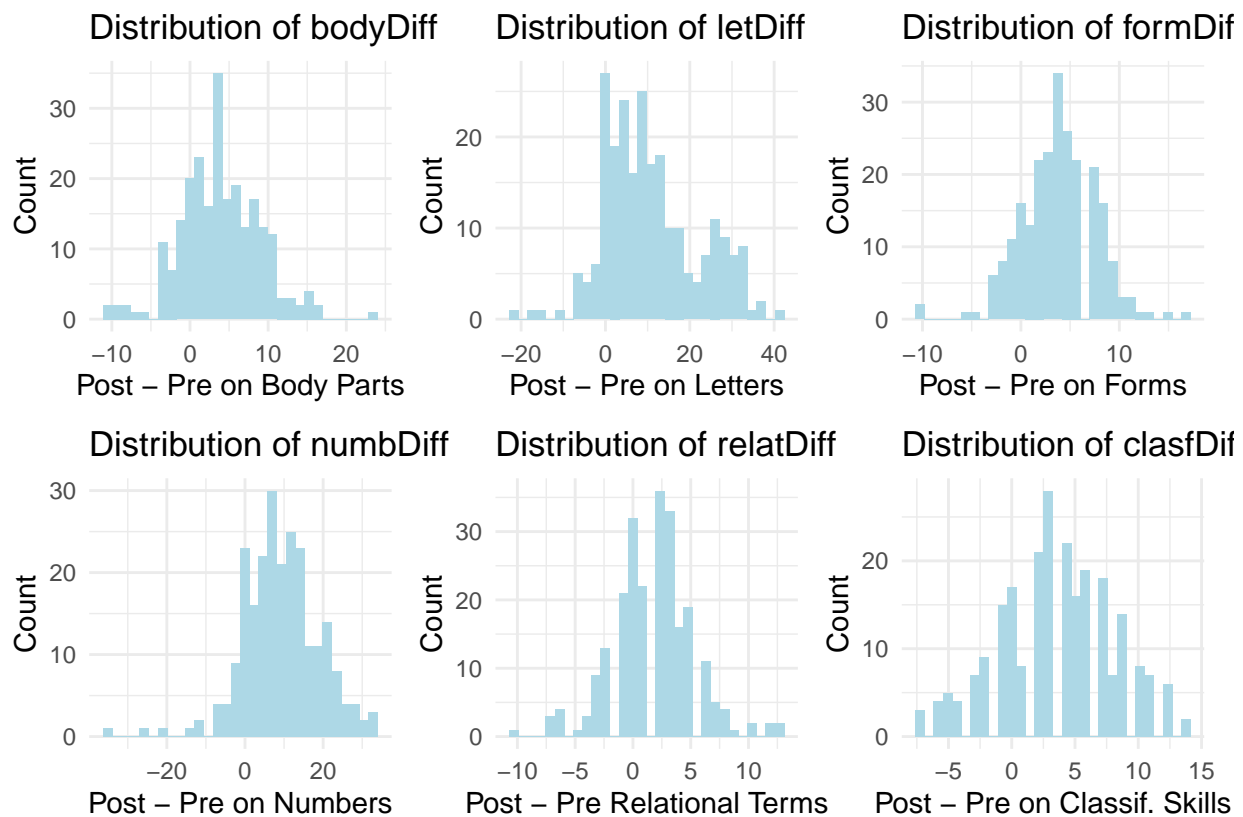 Distribution of bodyDiff
Count
30
20
10
0
−10 0 10 20
Post − Pre on Body Parts
Distribution of letDiff
Count
20
10
0
−20 0 20 40
Post − Pre on Letters
Distribution of formDif
Count
30
20
10
0
−10 0 10
Post − Pre on Forms
Distribution of numbDiff
Count
30
20
10
0
−20 0 20
Post − Pre on Numbers
Distribution of relatDiff
Count
30
20
10
0
−10 −5 0 5 10
Post − Pre Relational Terms
Distribution of clasfDif
Count
20
10
0
−5 0 5 10 15
Post − Pre on Classif. Skills